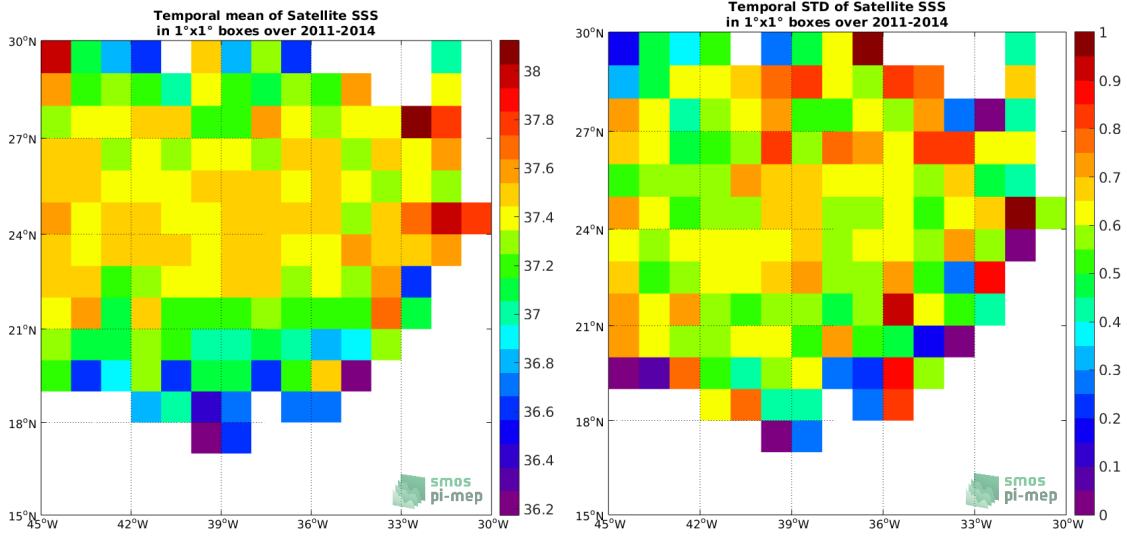 Temporal mean of Satellite SSS
in 1°x1° boxes over 2011-2014
30°N
27°N
24°N
21°N
18°N
15°N
45°W
42°W
39°W
36°W
33°W
30°W
38
37.8
37.6
37.4
37.2
37
36.8
36.6
36.4
36.2
smos
pi-mep
Temporal STD of Satellite SSS
in 1°x1° boxes over 2011-2014
30°N
27°N
24°N
21°N
18°N
15°N
45°W
42°W
39°W
36°W
33°W
30°W
1
0.9
0.8
0.7
0.6
0.5
0.4
0.3
0.2
0.1
0
smos
pi-mep